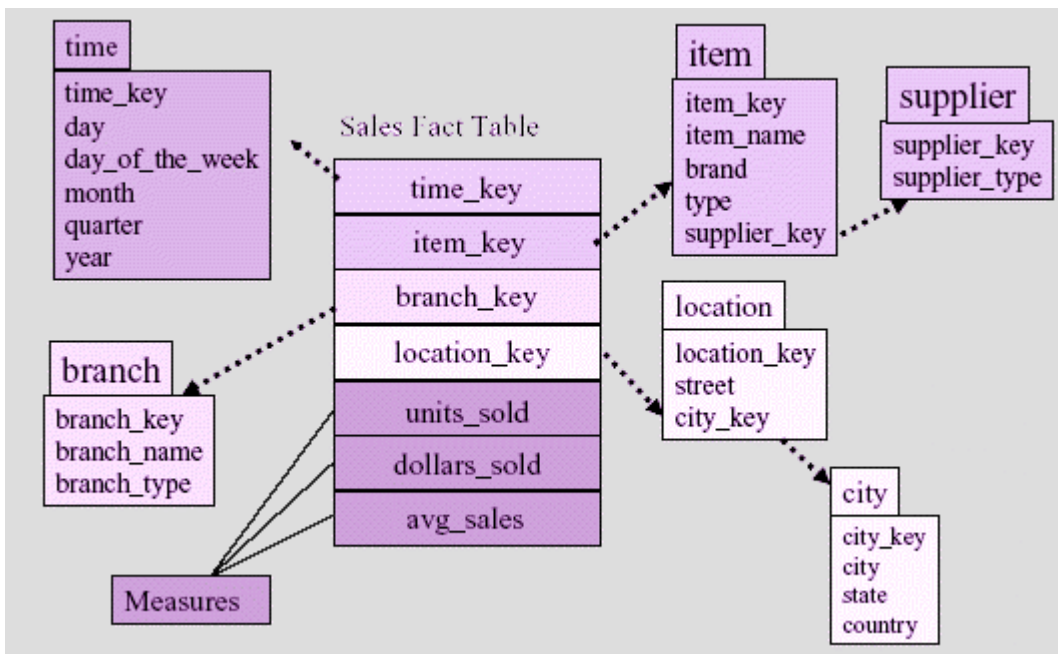 time
time_key
day
day_of_the_week
month
quarter
year
Sales Fact Table
time_key
item_key
branch_key
location_key
units_sold
dollars_sold
avg_sales
item
item_key
item_name
brand
type
supplier_key
supplier
supplier_key
supplier_type
branch
branch_key
branch_name
branch_type
location
location_key
street
city_key
city
city_key
city
state
country
Measures